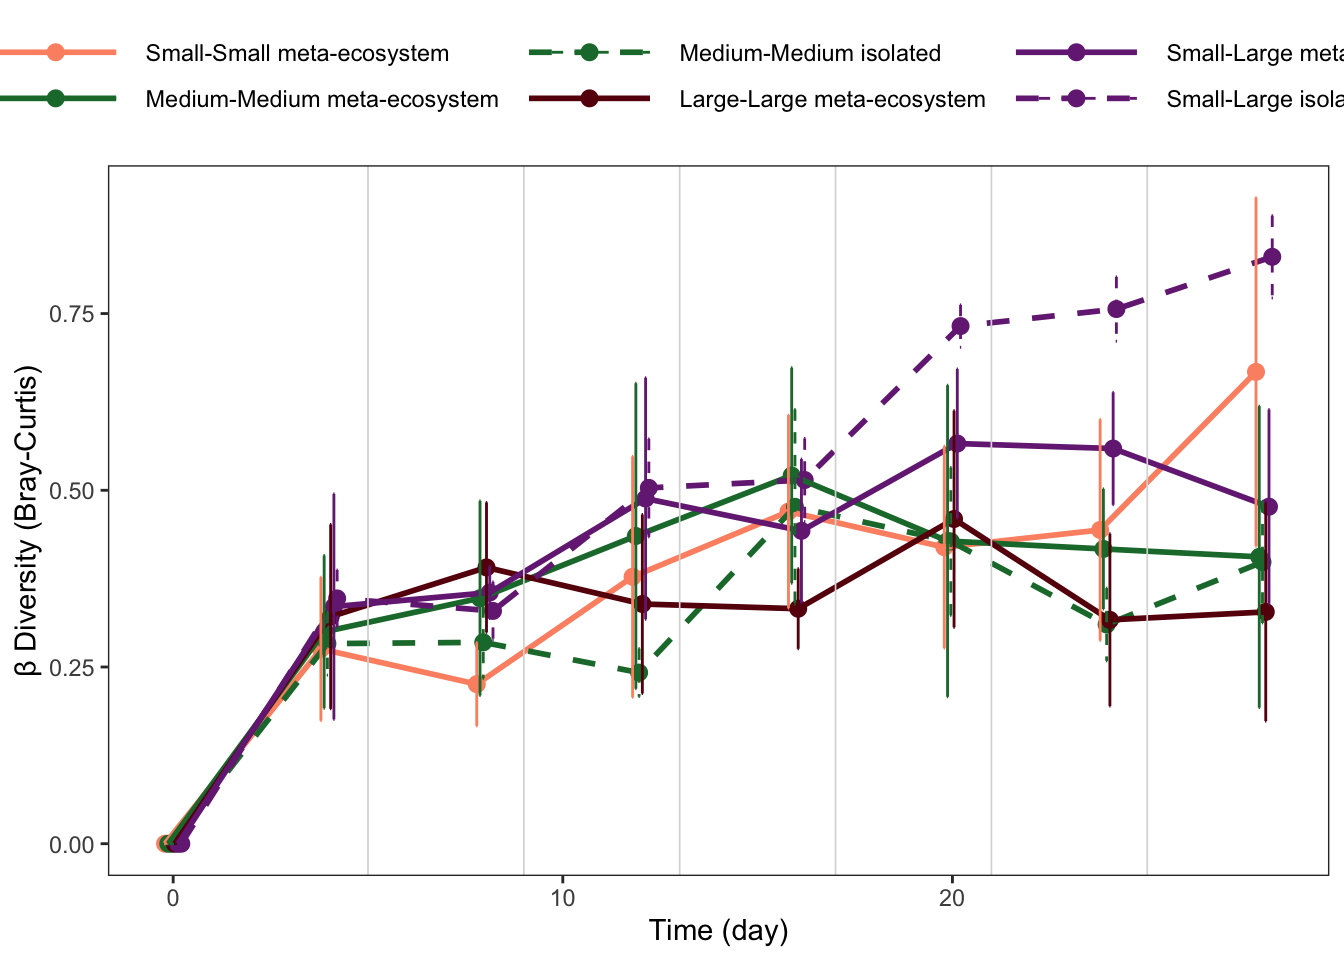 Small-Small meta-ecosystem Medium-Medium isolated Small-Large meta
Medium-Medium meta-ecosystem Large-Large meta-ecosystem Small-Large isola
β Diversity (Bray-Curtis)
0.75
0.50
0.25
0.00
0 10 20
Time (day)